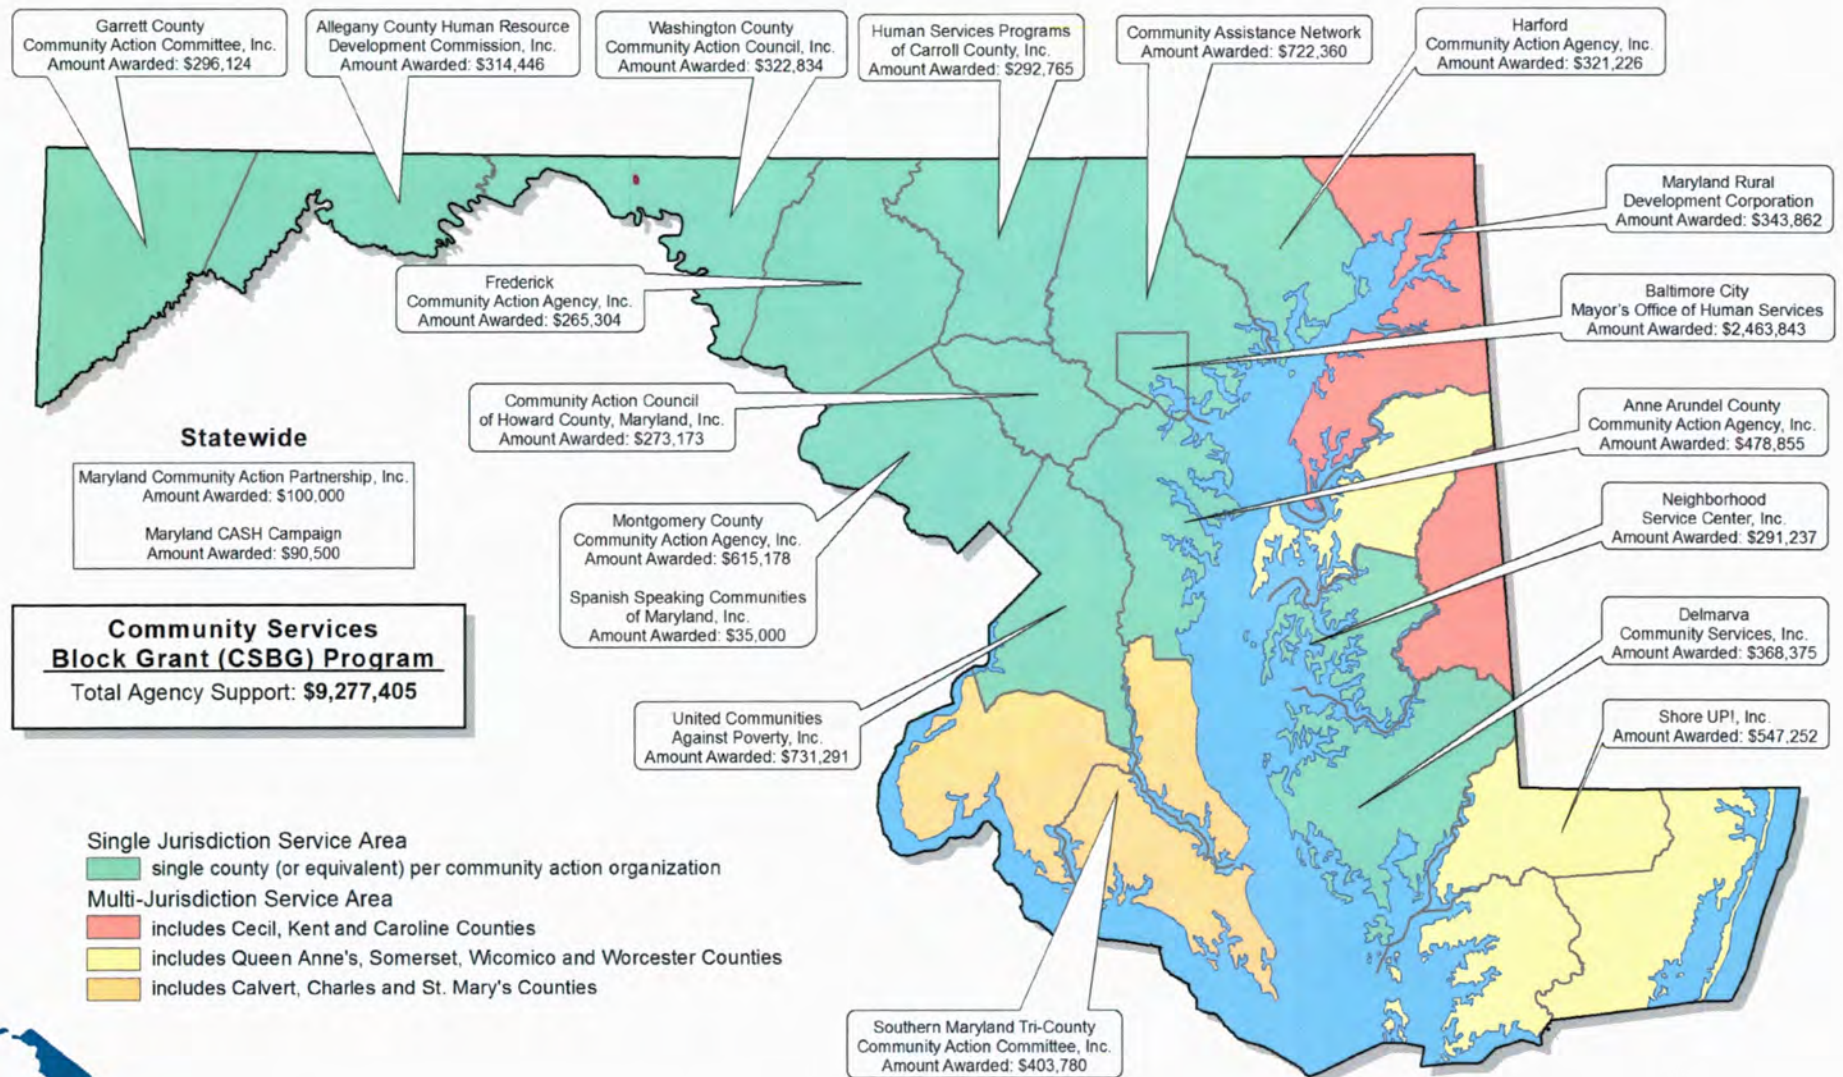 Garrett County
Community Action Committee, Inc.
Amount Awarded: $296,124
Allegany County Human Resource
Development Commission, Inc.
Amount Awarded: $314,446
Washington County
Community Action Council, Inc.
Amount Awarded: $322,834
Human Services Programs
of Carroll County, Inc.
Amount Awarded: $292,765
Community Assistance Network
Amount Awarded: $722,360
Harford
Community Action Agency, Inc.
Amount Awarded: $321,226
Maryland Rural
Development Corporation
Amount Awarded: $343,862
Frederick
Community Action Agency, Inc.
Amount Awarded: $265,304
Baltimore City
Mayor's Office of Human Services
Amount Awarded: $2,463,843
Community Action Council
of Howard County, Maryland, Inc.
Amount Awarded: $273,173
Anne Arundel County
Community Action Agency, Inc.
Amount Awarded: $478,855
Statewide
Maryland Community Action Partnership, Inc.
Amount Awarded: $100,000
Maryland CASH Campaign
Amount Awarded: $90,500
Montgomery County
Community Action Agency, Inc.
Amount Awarded: $615,178
Spanish Speaking Communities
of Maryland, Inc.
Amount Awarded: $35,000
Neighborhood
Service Center, Inc.
Amount Awarded: $291,237
Community Services
Block Grant (CSBG) Program
Total Agency Support: $9,277,405
Delmarva
Community Services, Inc.
Amount Awarded: $368,375
United Communities
Against Poverty, Inc.
Amount Awarded: $731,291
Shore UP!, Inc.
Amount Awarded: $547,252
Single Jurisdiction Service Area
single county (or equivalent) per community action organization
Multi-Jurisdiction Service Area
includes Cecil, Kent and Caroline Counties
includes Queen Anne's, Somerset, Wicomico and Worcester Counties
includes Calvert, Charles and St. Mary's Counties
Southern Maryland Tri-County
Community Action Committee, Inc.
Amount Awarded: $403,780